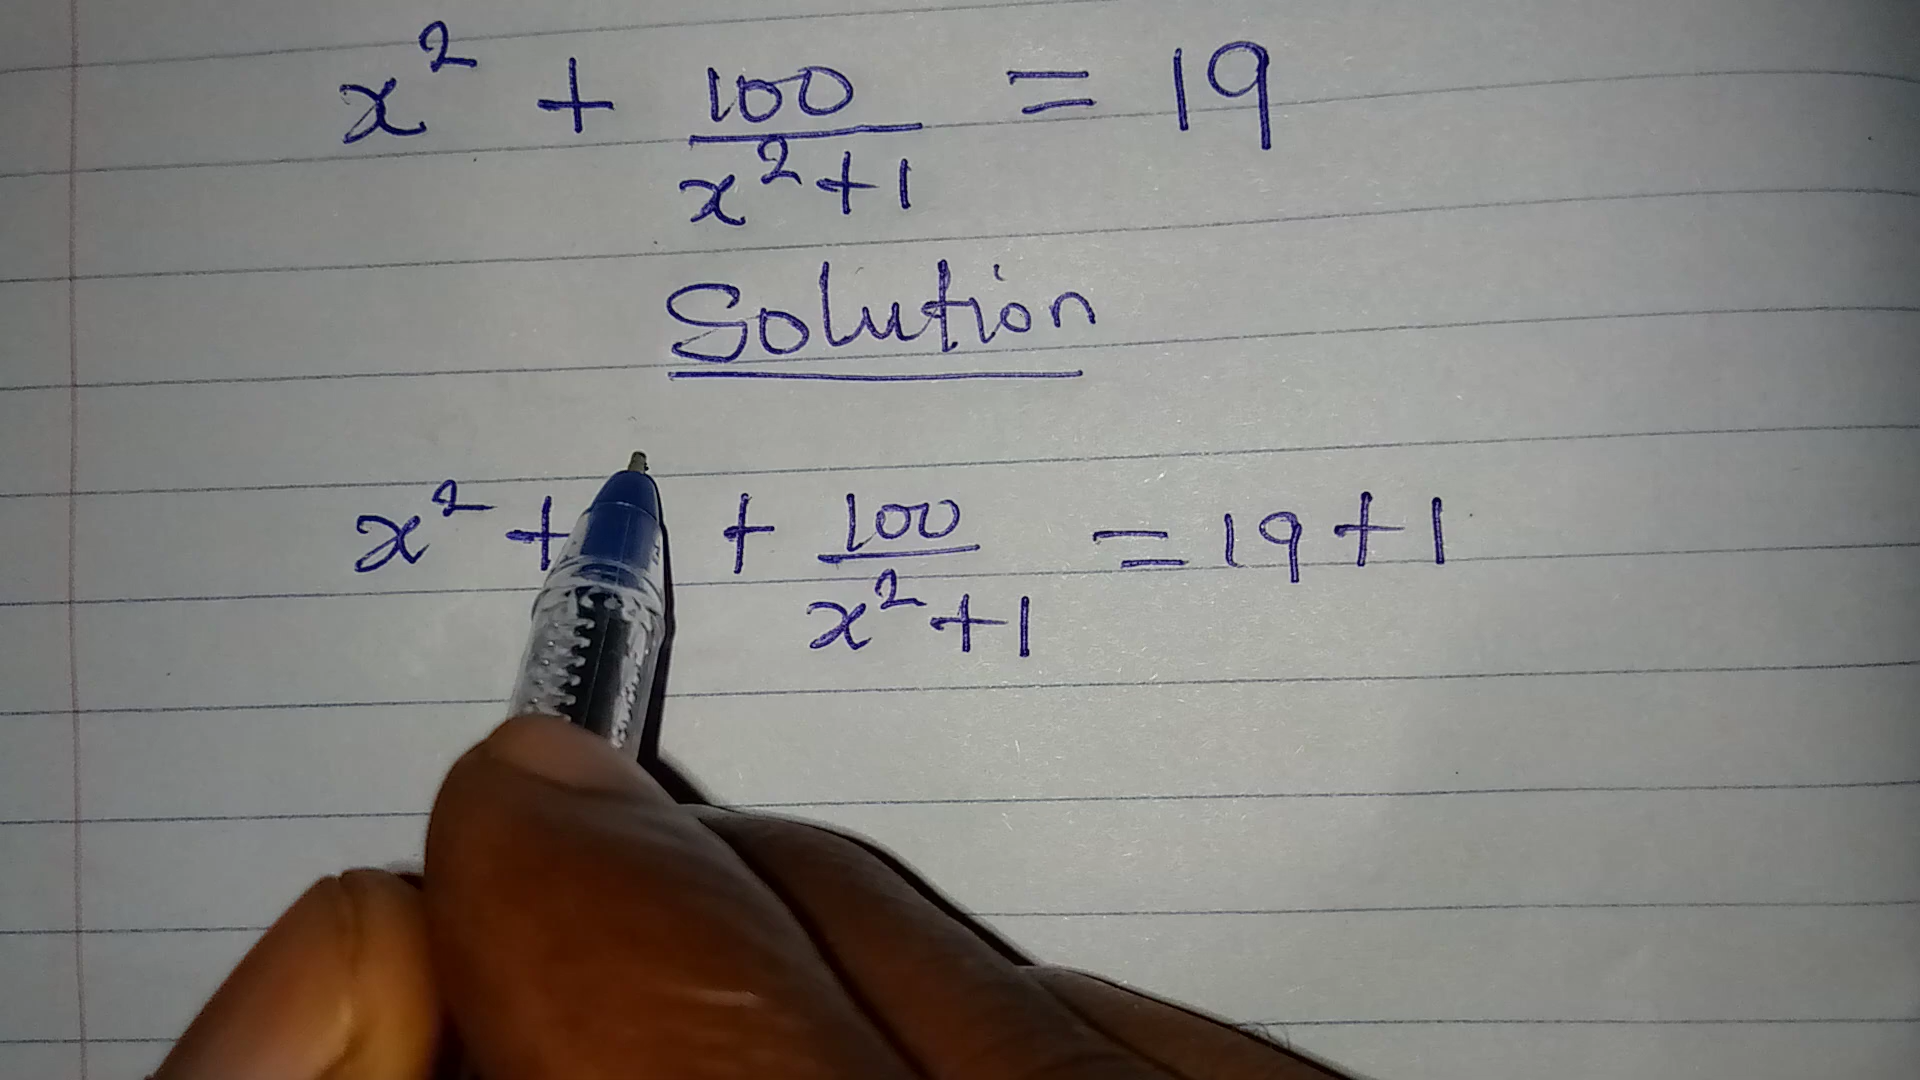 x² + 100/(x²+1) = 19
Solution
x² + + 100/(x²+1) = 19+1